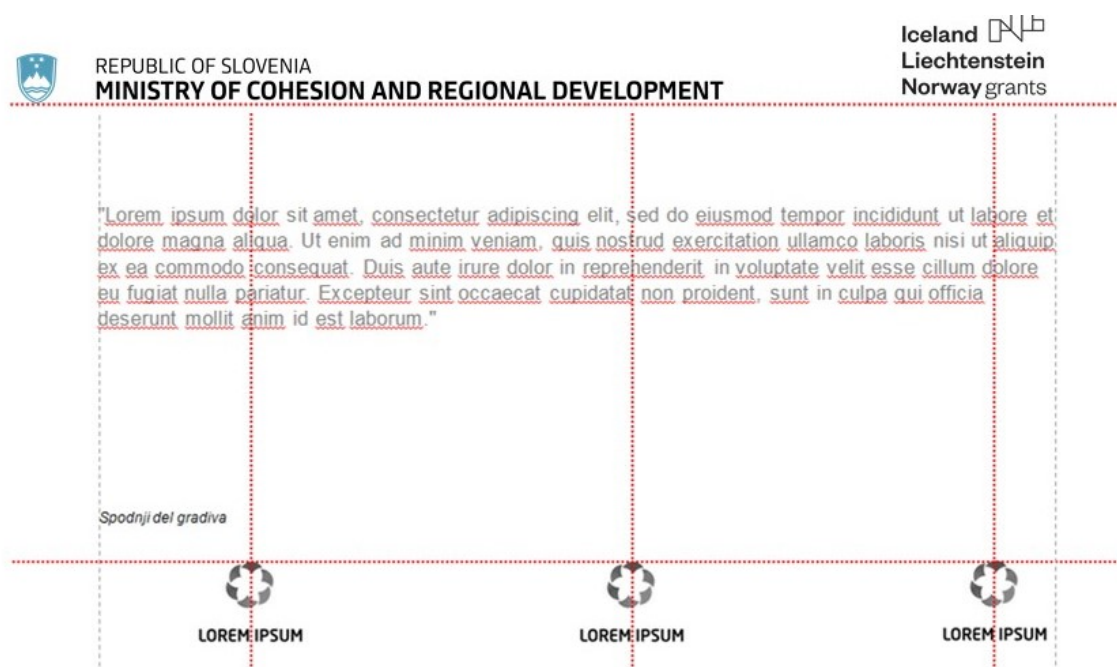 REPUBLIC OF SLOVENIA
MINISTRY OF COHESION AND REGIONAL DEVELOPMENT
Iceland
Liechtenstein
Norway grants
"Lorem ipsum dolor sit amet, consectetur adipiscing elit, sed do eiusmod tempor incididunt ut labore et
dolore magna aliqua. Ut enim ad minim veniam, quis nostrud exercitation ullamco laboris nisi ut aliquip
ex ea commodo consequat. Duis aute irure dolor in reprehenderit in voluptate velit esse cillum dolore
eu fugiat nulla pariatur. Excepteur sint occaecat cupidatat non proident, sunt in culpa qui officia
deserunt mollit anim id est laborum."
Spodnji del gradiva
LOREM IPSUM
LOREM IPSUM
LOREM IPSUM